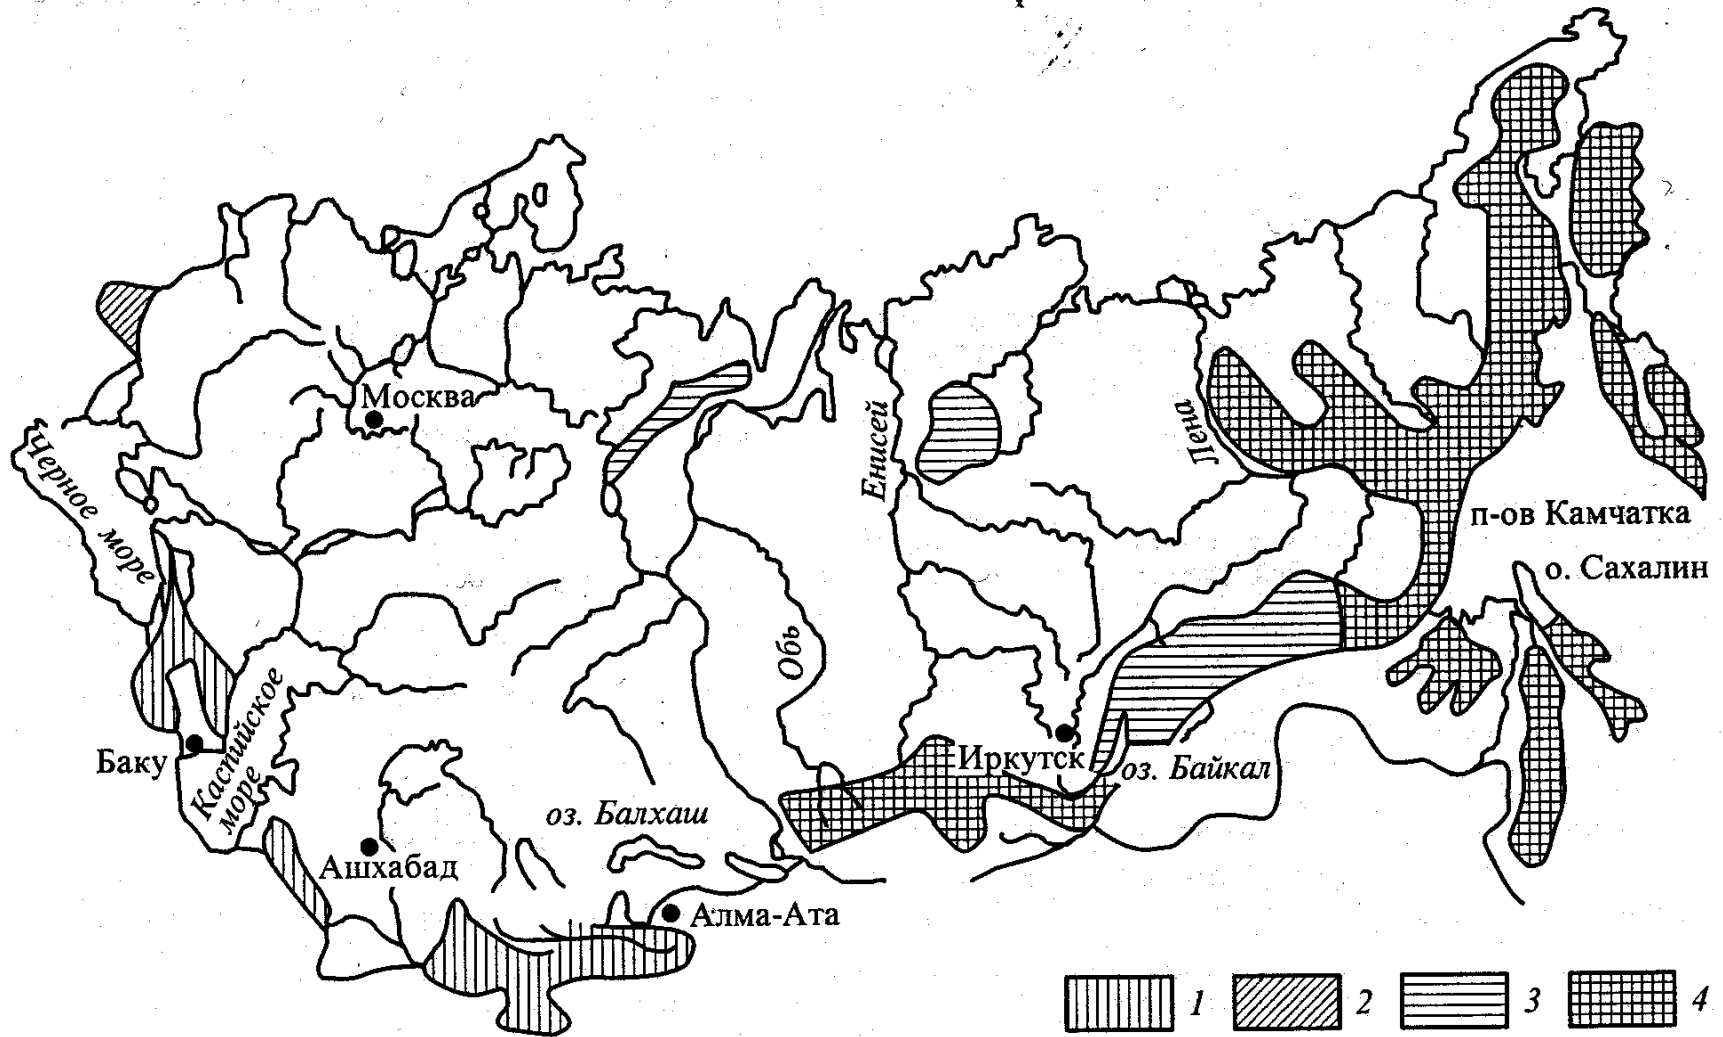 Москва
Черное море
Енисей
Лена
п-ов Камчатка
о. Сахалин
Обь
Баку
Каспийское
море
Иркутск
оз. Байкал
оз. Балхаш
Ашхабад
Алма-Ата
1
2
3
4